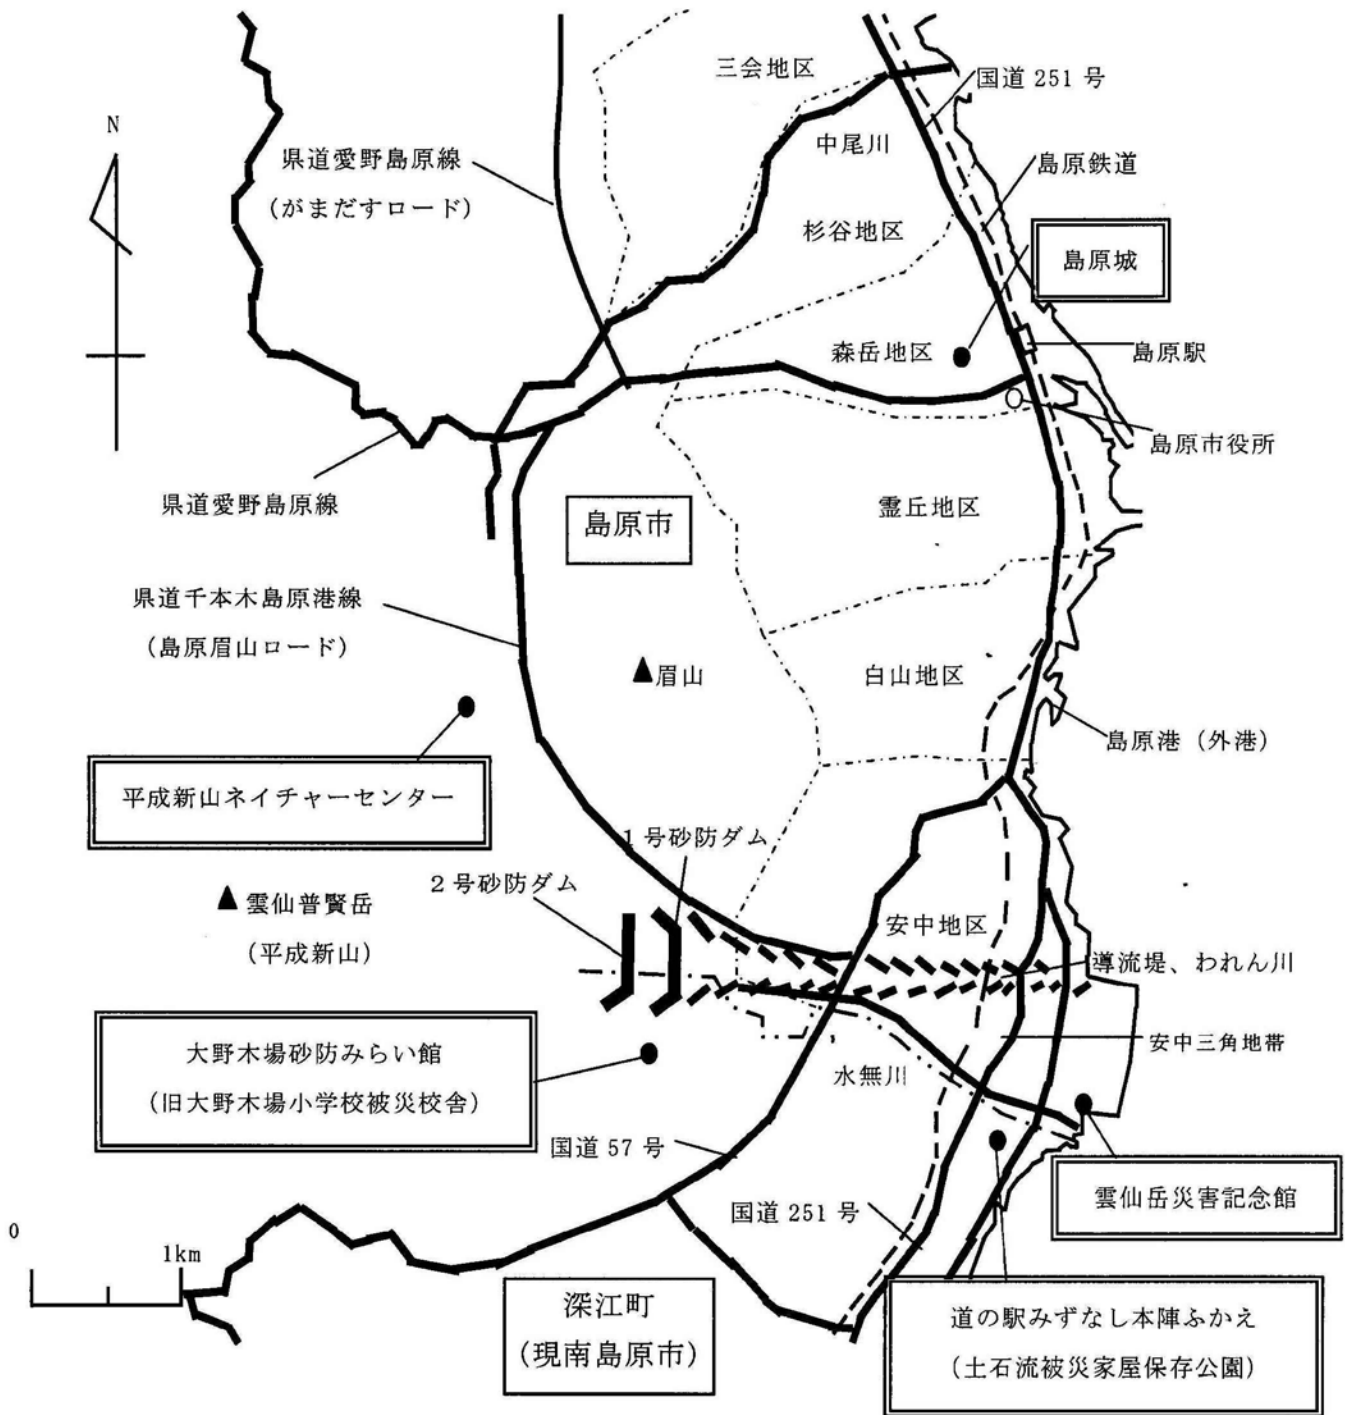 三会地区
国道 251 号
N
中尾川
県道愛野島原線
(がまだすロード)
島原鉄道
杉谷地区
島原城
森岳地区
島原駅
島原市役所
県道愛野島原線
島原市
霊丘地区
県道千本木島原港線
(島原眉山ロード)
眉山
白山地区
島原港(外港)
平成新山ネイチャーセンター
1号砂防ダム
2号砂防ダム
雲仙普賢岳
(平成新山)
安中地区
導流堤、われん川
大野木場砂防みらい館
(旧大野木場小学校被災校舎)
安中三角地帯
水無川
国道 57 号
雲仙岳災害記念館
国道 251 号
0
1km
深江町
(現南島原市)
道の駅みずなし本陣ふかえ
(土石流被災家屋保存公園)